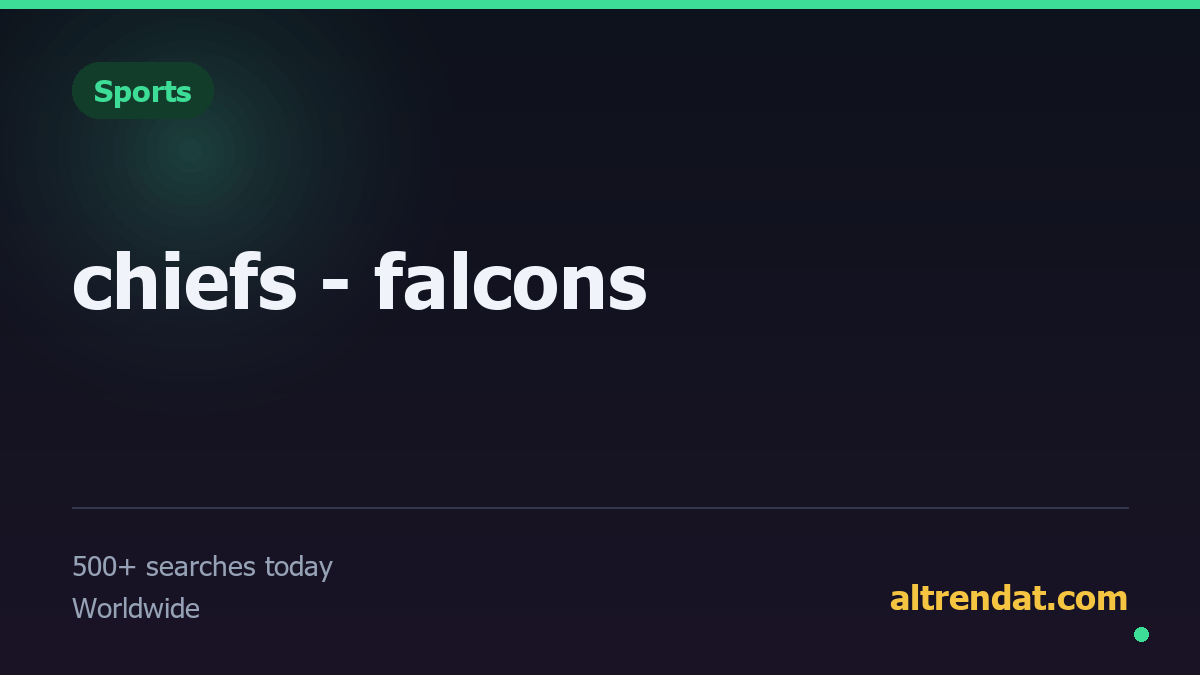 Sports
chiefs - falcons
500+ searches today
Worldwide
altrendat.com